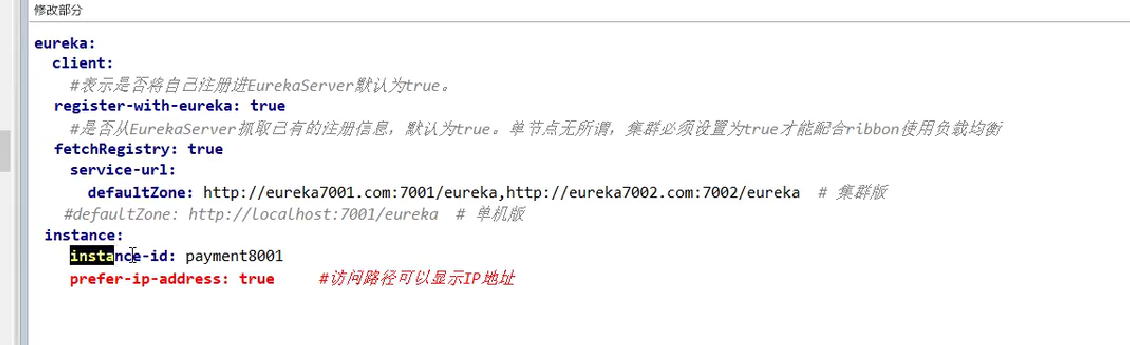 修改部分
eureka:
client:
#表示是否将自己注册进EurekaServer默认为true。
register-with-eureka: true
#是否从EurekaServer抓取已有的注册信息，默认为true。单节点无所谓，集群必须设置为true才能配合ribbon使用负载均衡
fetchRegistry: true
service-url:
defaultZone: http://eureka7001.com:7001/eureka,http://eureka7002.com:7002/eureka # 集群版
#defaultZone: http://localhost:7001/eureka # 单机版
instance:
instance-id: payment8001
prefer-ip-address: true #访问路径可以显示IP地址